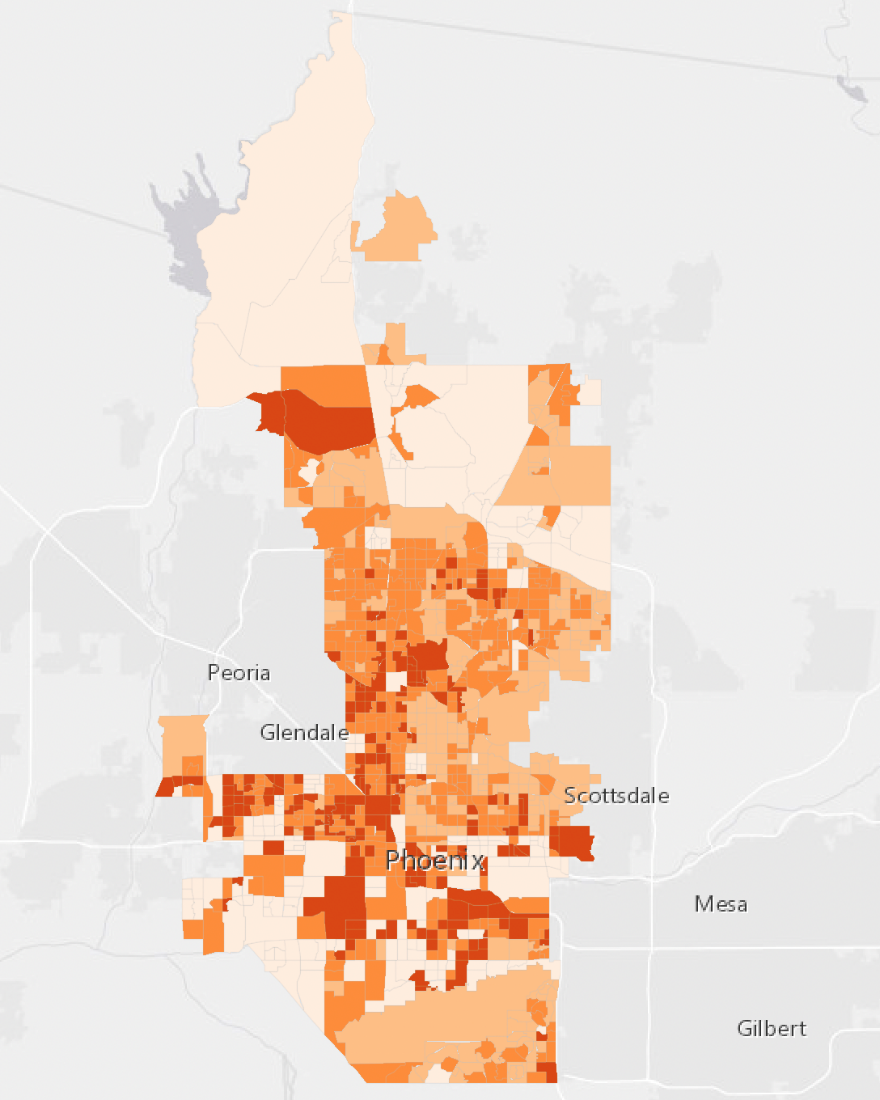 Peoria
Glendale
Scottsdale
Phoenix
Mesa
Gilbert